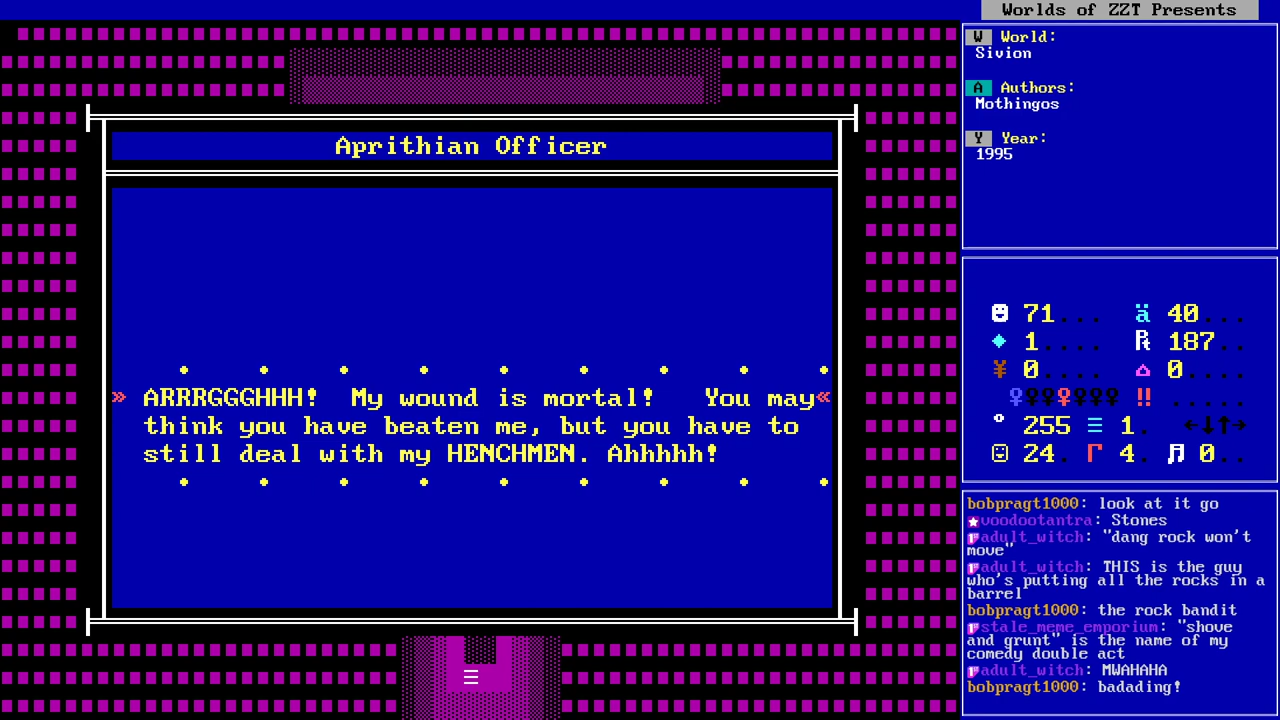 Worlds of ZZT Presents
W World:
Sivion
A Authors:
Mothingos
Y Year:
1995
Aprithian Officer
» ARRRGGGHHH!  My wound is mortal!   You may«
think you have beaten me, but you have to
still deal with my HENCHMEN. Ahhhhh!
71... ä 40...
1.... ℞ 187..
¥ 0.... 0....
‼ .....
° 255 ≡ 1. ←↓↑→
24. Γ 4. ♫ 0..
bobpragt1000: look at it go
voodootantra: Stones
adult_witch: "dang rock won't
move"
adult_witch: THIS is the guy
who's putting all the rocks in a
barrel
bobpragt1000: the rock bandit
stale_meme_emporium: "shove
and grunt" is the name of my
comedy double act
adult_witch: MWAHAHA
bobpragt1000: badading!